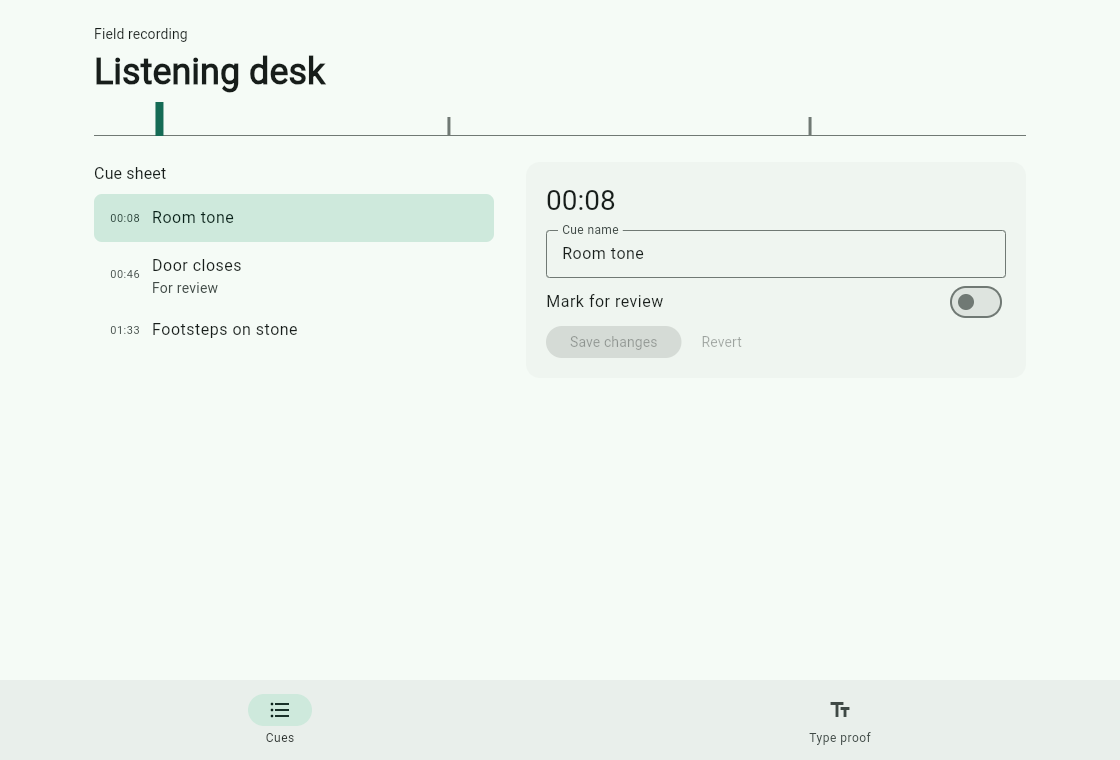 Field recording
Listening desk
Cue sheet
00:08 Room tone
00:46 Door closes
For review
01:33 Footsteps on stone
00:08
Cue name
Room tone
Mark for review
Save changes Revert
Cues Type proof